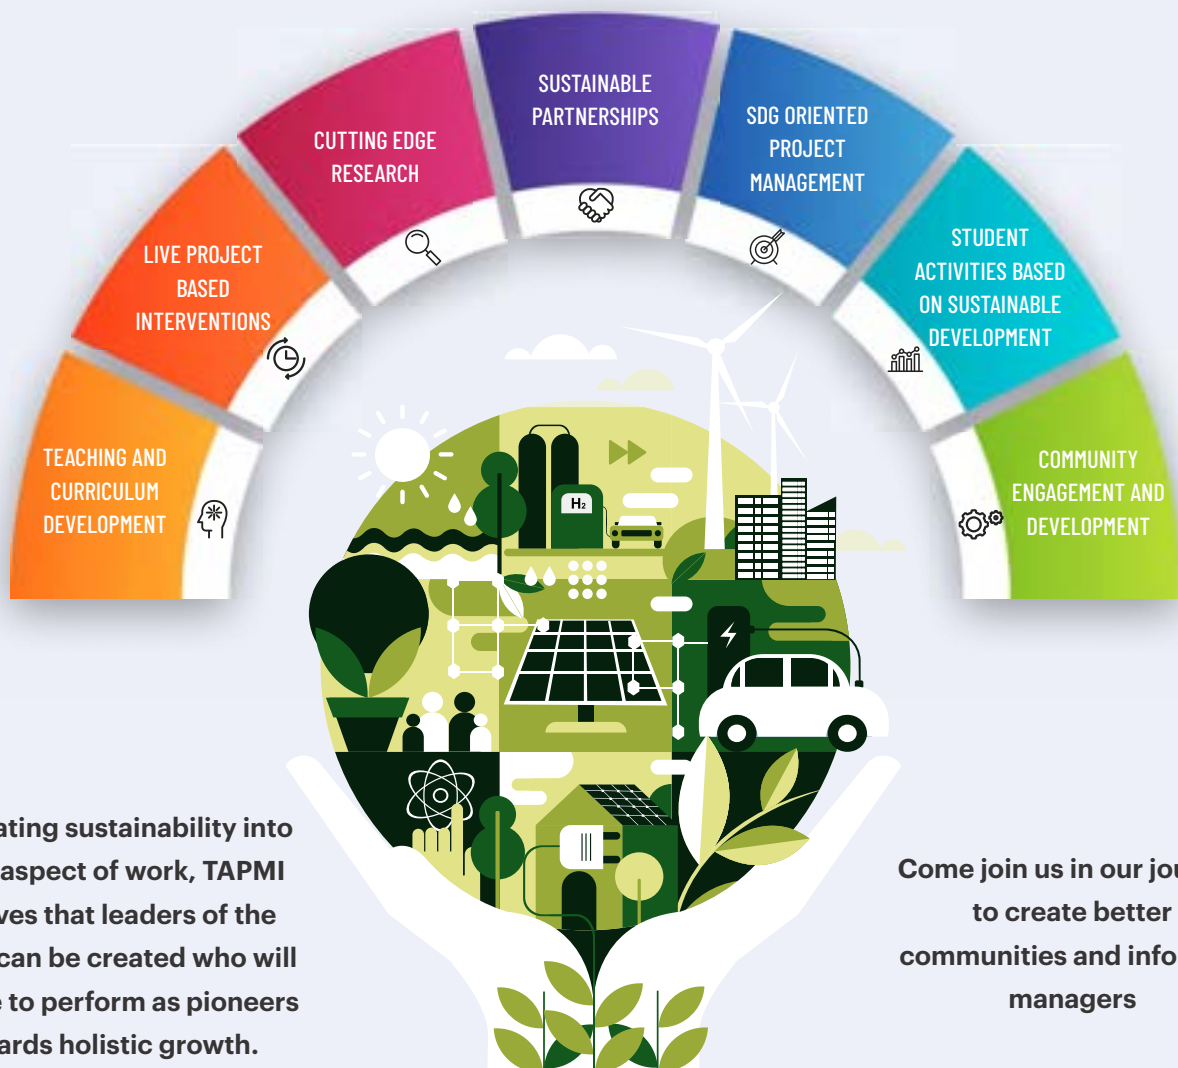 TEACHING AND
CURRICULUM
DEVELOPMENT
LIVE PROJECT
BASED
INTERVENTIONS
CUTTING EDGE
RESEARCH
SUSTAINABLE
PARTNERSHIPS
SDG ORIENTED
PROJECT
MANAGEMENT
STUDENT
ACTIVITIES BASED
ON SUSTAINABLE
DEVELOPMENT
COMMUNITY
ENGAGEMENT AND
DEVELOPMENT
H2
ating sustainability into
aspect of work, TAPMI
ves that leaders of the
can be created who will
e to perform as pioneers
ards holistic growth.
Come join us in our jou
to create better
communities and info
managers